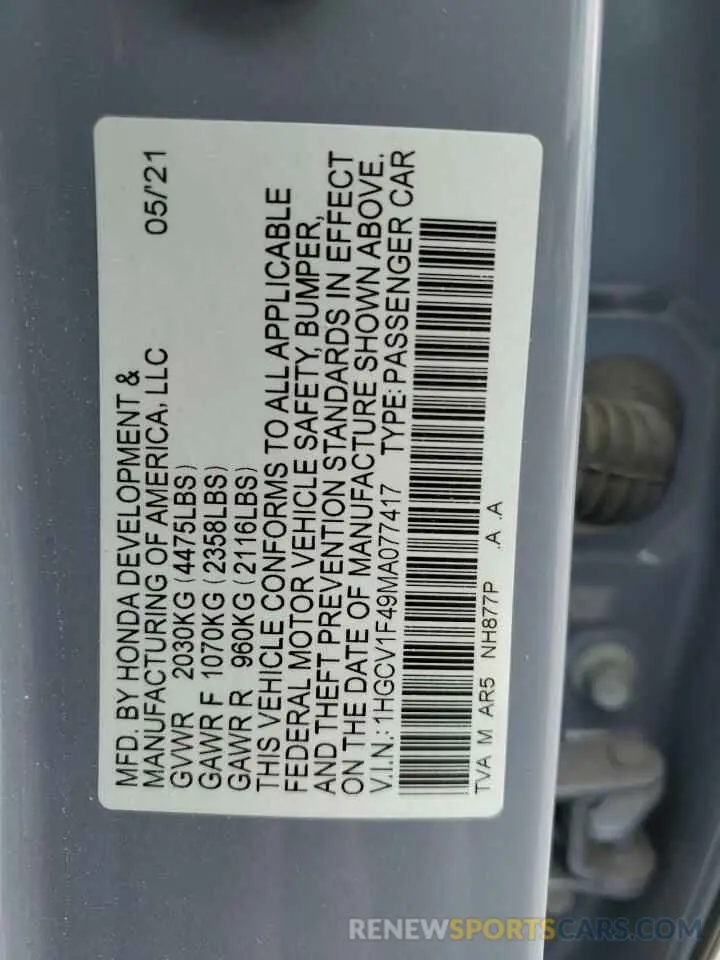 MFD. BY HONDA DEVELOPMENT &
MANUFACTURING OF AMERICA, LLC 05/'21
GVWR 2030KG (4475LBS)
GAWR F 1070KG (2358LBS)
GAWR R 960KG (2116LBS)
THIS VEHICLE CONFORMS TO ALL APPLICABLE
FEDERAL MOTOR VEHICLE SAFETY, BUMPER,
AND THEFT PREVENTION STANDARDS IN EFFECT
ON THE DATE OF MANUFACTURE SHOWN ABOVE.
V.I.N.: 1HGCV1F49MA077417 TYPE: PASSENGER CAR
TVA M AR5 NH877P .A .A
RENEWSPORTSCARS.COM